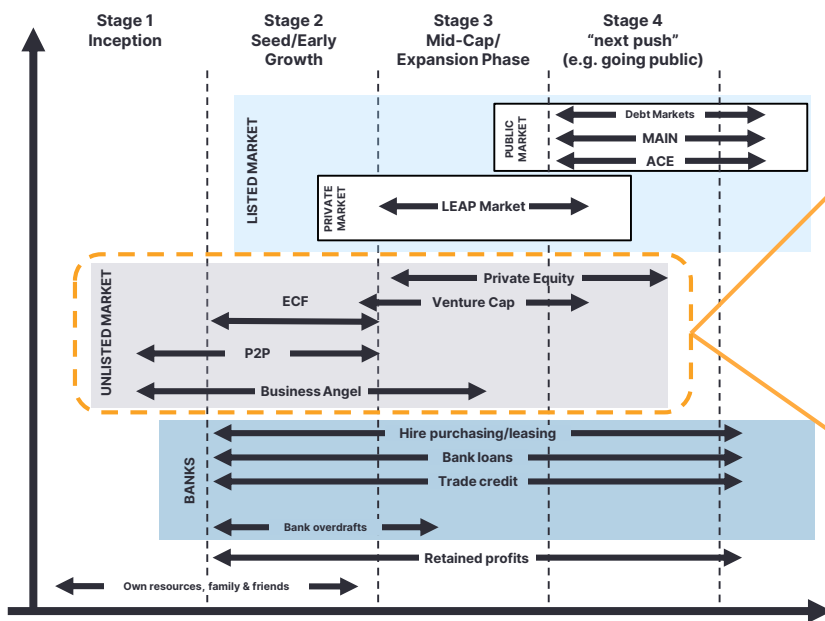 Stage 1
Inception
Stage 2
Seed/Early
Growth
Stage 3
Mid-Cap/
Expansion Phase
Stage 4
“next push”
(e.g. going public)
LISTED MARKET
PUBLIC
MARKET
Debt Markets
MAIN
ACE
PRIVATE
MARKET
LEAP Market
UNLISTED MARKET
Private Equity
ECF
Venture Cap
P2P
Business Angel
BANKS
Hire purchasing/leasing
Bank loans
Trade credit
Bank overdrafts
Retained profits
Own resources, family & friends